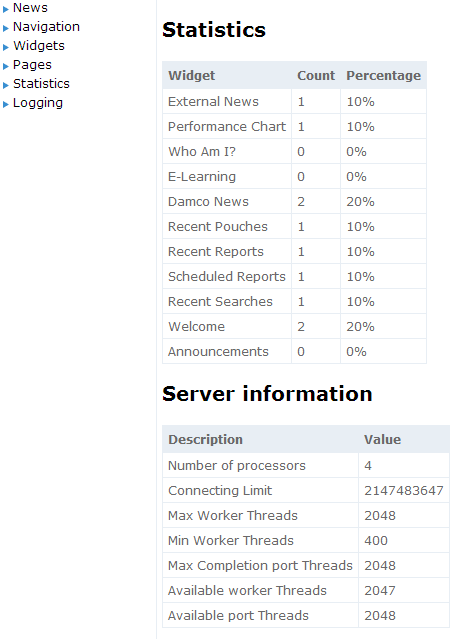 News
Navigation
Widgets
Pages
Statistics
Logging
Statistics
Widget Count Percentage
External News 1 10%
Performance Chart 1 10%
Who Am I? 0 0%
E-Learning 0 0%
Damco News 2 20%
Recent Pouches 1 10%
Recent Reports 1 10%
Scheduled Reports 1 10%
Recent Searches 1 10%
Welcome 2 20%
Announcements 0 0%
Server information
Description Value
Number of processors 4
Connecting Limit 2147483647
Max Worker Threads 2048
Min Worker Threads 400
Max Completion port Threads 2048
Available worker Threads 2047
Available port Threads 2048